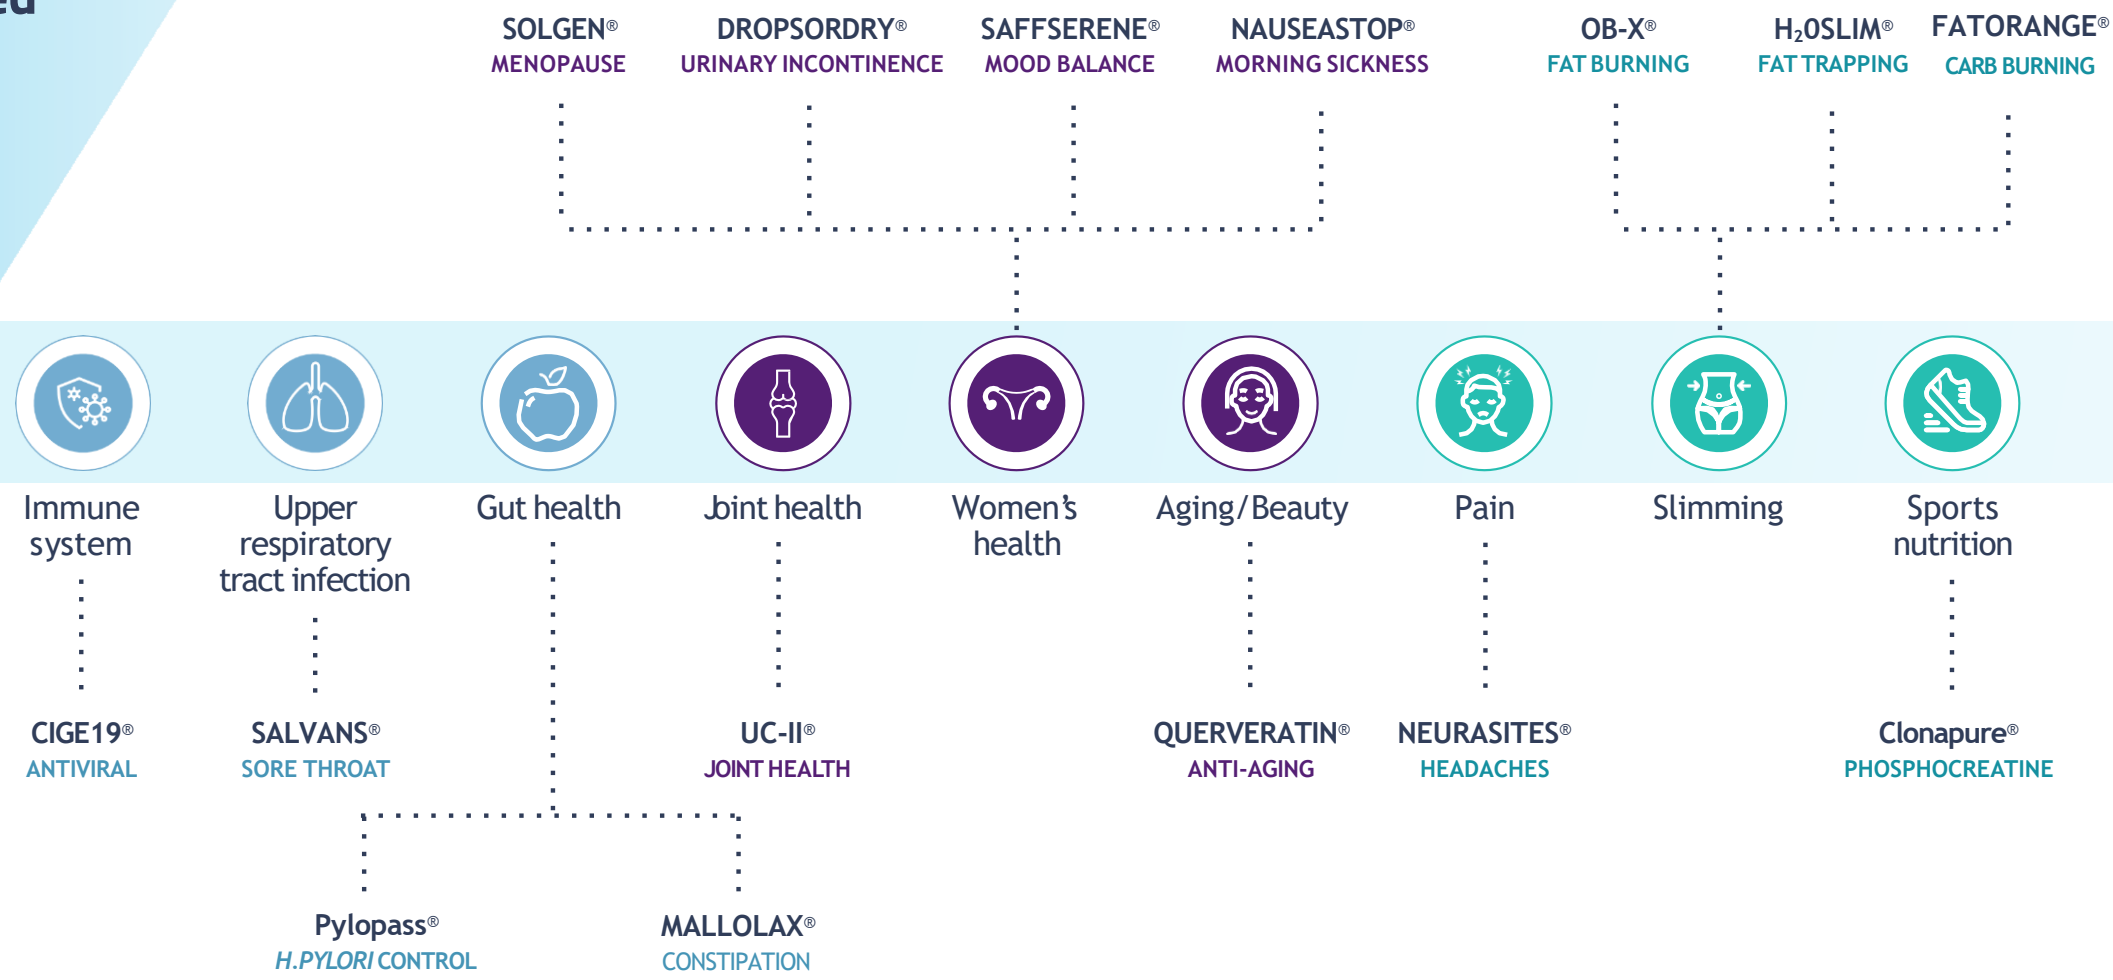 SOLGEN®
MENOPAUSE
DROPSORDRY®
URINARY INCONTINENCE
SAFFSERENE®
MOOD BALANCE
NAUSEASTOP®
MORNING SICKNESS
OB-X®
FAT BURNING
H₂0SLIM®
FAT TRAPPING
FATORANGE®
CARB BURNING
Immune
system
Upper
respiratory
tract infection
Gut health
Joint health
Women's
health
Aging/Beauty
Pain
Slimming
Sports
nutrition
CIGE19®
ANTIVIRAL
SALVANS®
SORE THROAT
UC-II®
JOINT HEALTH
QUERVERATIN®
ANTI-AGING
NEURASITES®
HEADACHES
Clonapure®
PHOSPHOCREATINE
Pylopass®
H.PYLORI CONTROL
MALLOLAX®
CONSTIPATION